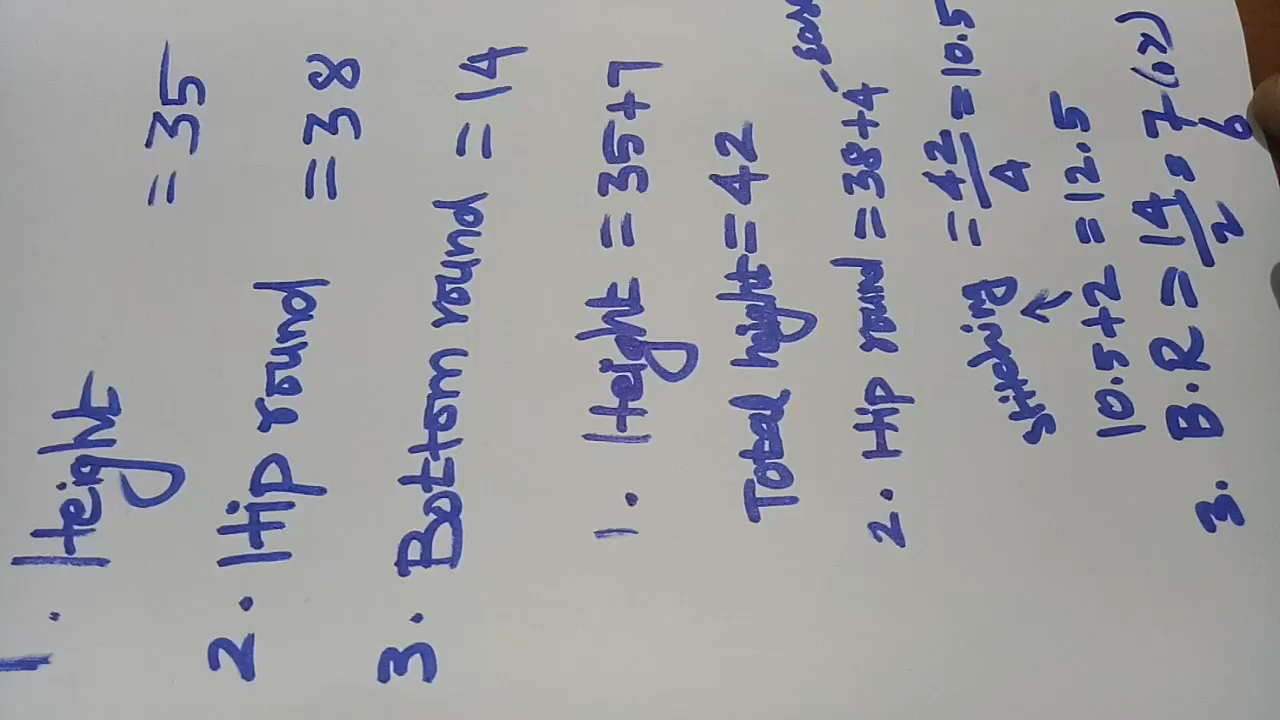 1. Height = 35
2. Hip round = 38
3. Bottom round = 14
1. Height = 35+7
Total height = 42
2. Hip round = 38+4
= 42/4 = 10.5
stitching
10.5+2 = 12.5
3. B.R = 14/2 = 7 (or)
6